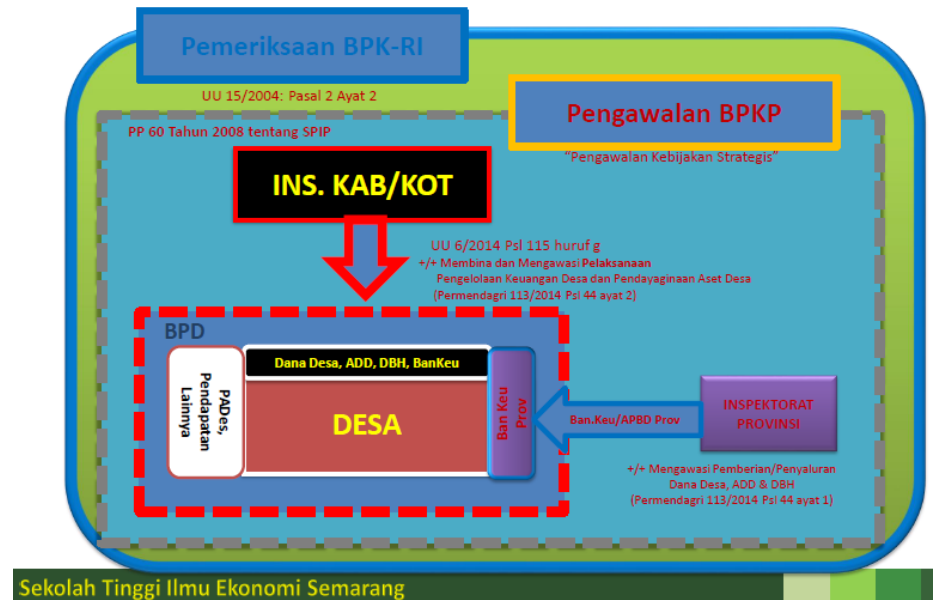 Pemeriksaan BPK-RI
UU 15/2004: Pasal 2 Ayat 2
Pengawalan BPKP
PP 60 Tahun 2008 tentang SPIP
"Pengawalan Kebijakan Strategis"
INS. KAB/KOT
UU 6/2014 Psl 115 huruf g
+/+ Membina dan Mengawasi Pelaksanaan
Pengelolaan Keuangan Desa dan Pendayaginaan Aset Desa
(Permendagri 113/2014 Psl 44 ayat 2)
BPD
PADes,
Pendapatan
Lainnya
Dana Desa, ADD, DBH, BanKeu
DESA
Ban Keu
Prov
Ban.Keu/APBD Prov
INSPEKTORAT
PROVINSI
+/+ Mengawasi Pemberian/Penyaluran
Dana Desa, ADD & DBH
(Permendagri 113/2014 Psl 44 ayat 1)
Sekolah Tinggi Ilmu Ekonomi Semarang